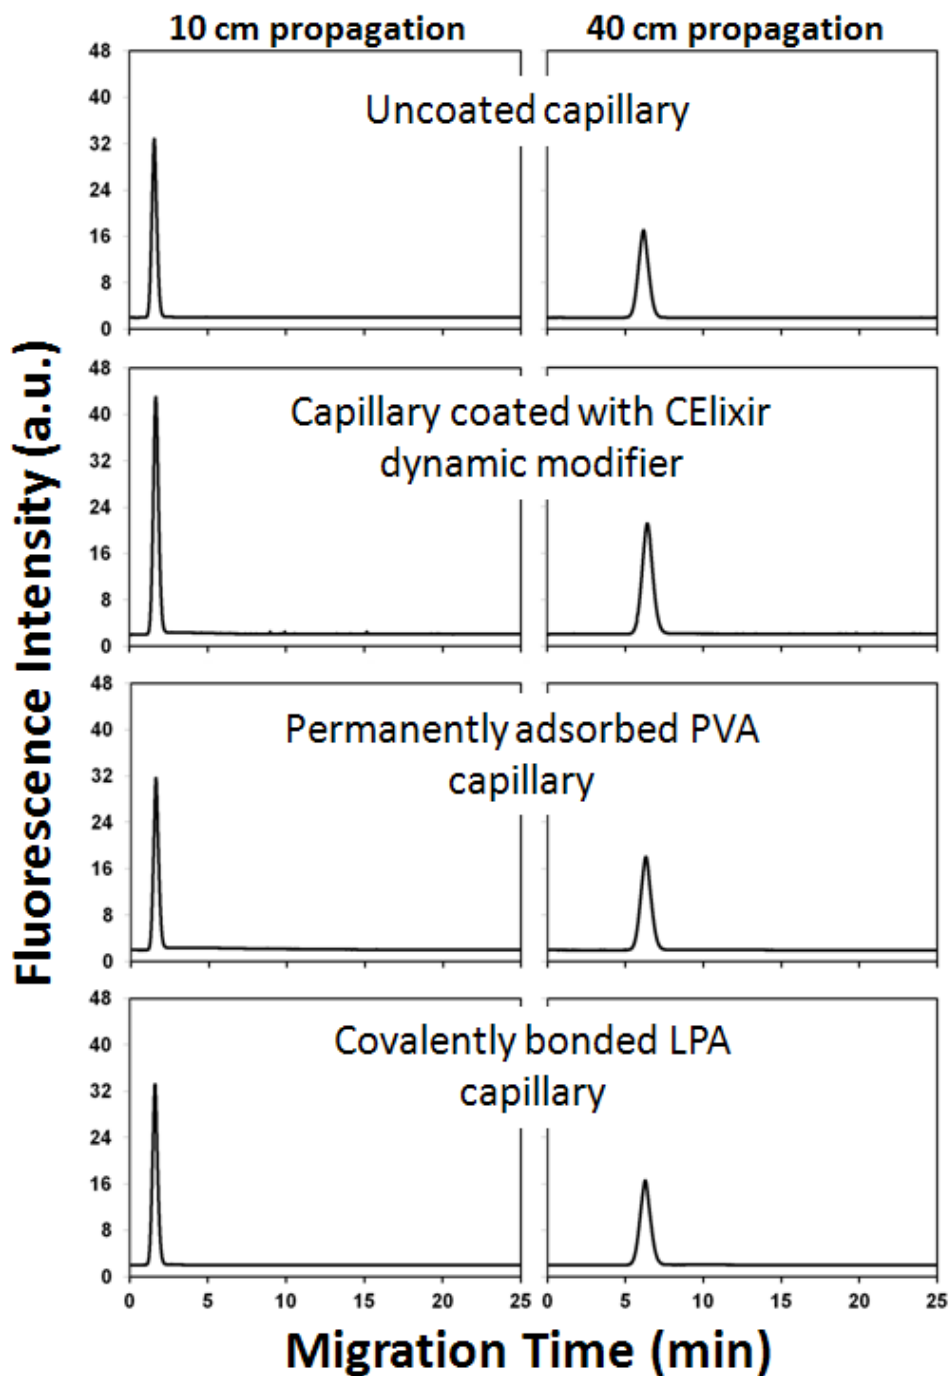 10 cm propagation 40 cm propagation
Fluorescence Intensity (a.u.)
48
40
32
24
16
8
0
Uncoated capillary
48
40
32
24
16
8
0
Capillary coated with CElixir
dynamic modifier
48
40
32
24
16
8
0
Permanently adsorbed PVA
capillary
48
40
32
24
16
8
0
Covalently bonded LPA
capillary
0 5 10 15 20 25 0 5 10 15 20 25
Migration Time (min)